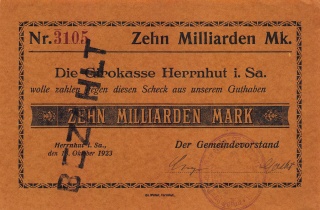 Nr. 3105 Zehn Milliarden Mk.
Die Girokasse Herrnhut i. Sa.
wolle zahlen gegen diesen Scheck aus unserem Guthaben
ZEHN MILLIARDEN MARK
Herrnhut i. Sa., Der Gemeindevorstand
den Oktober 1923
BEZAHLT